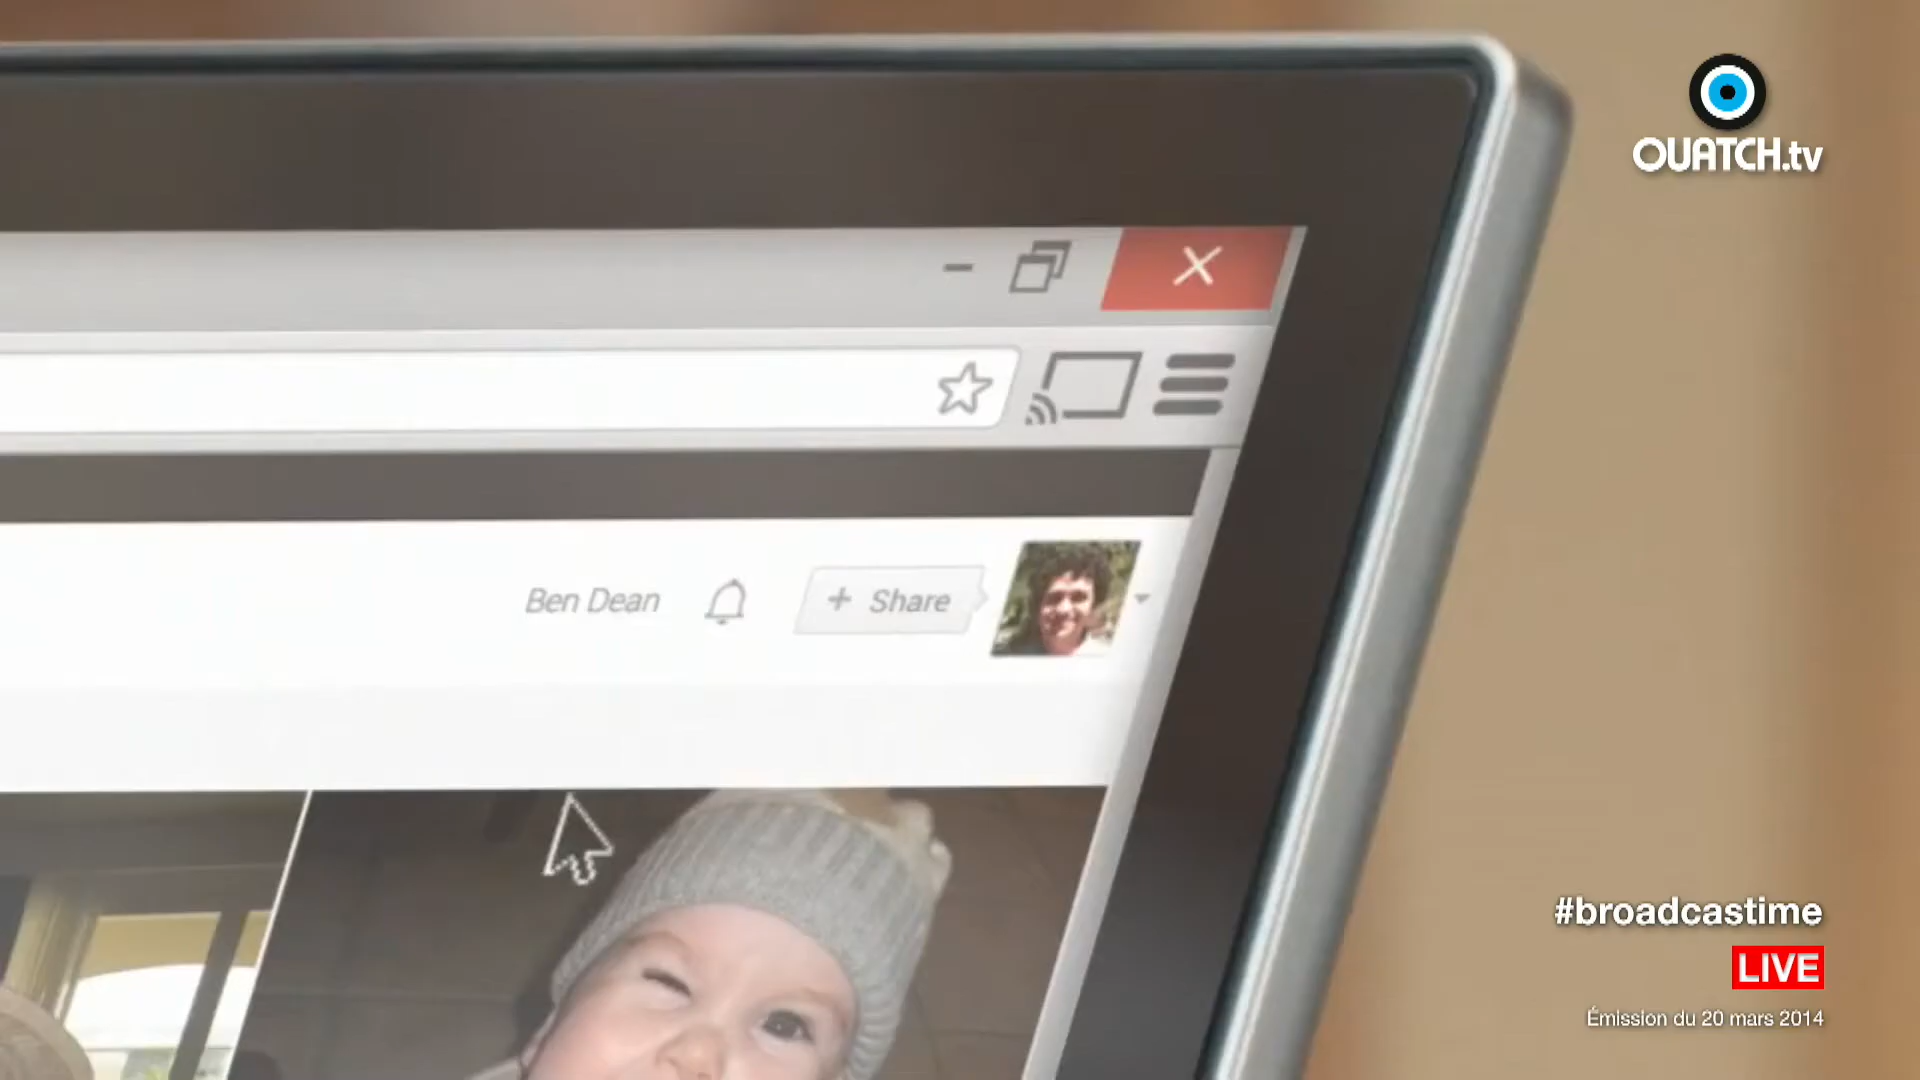 OUATCH.tv
Ben Dean
+ Share
#broadcastime
LIVE
Émission du 20 mars 2014